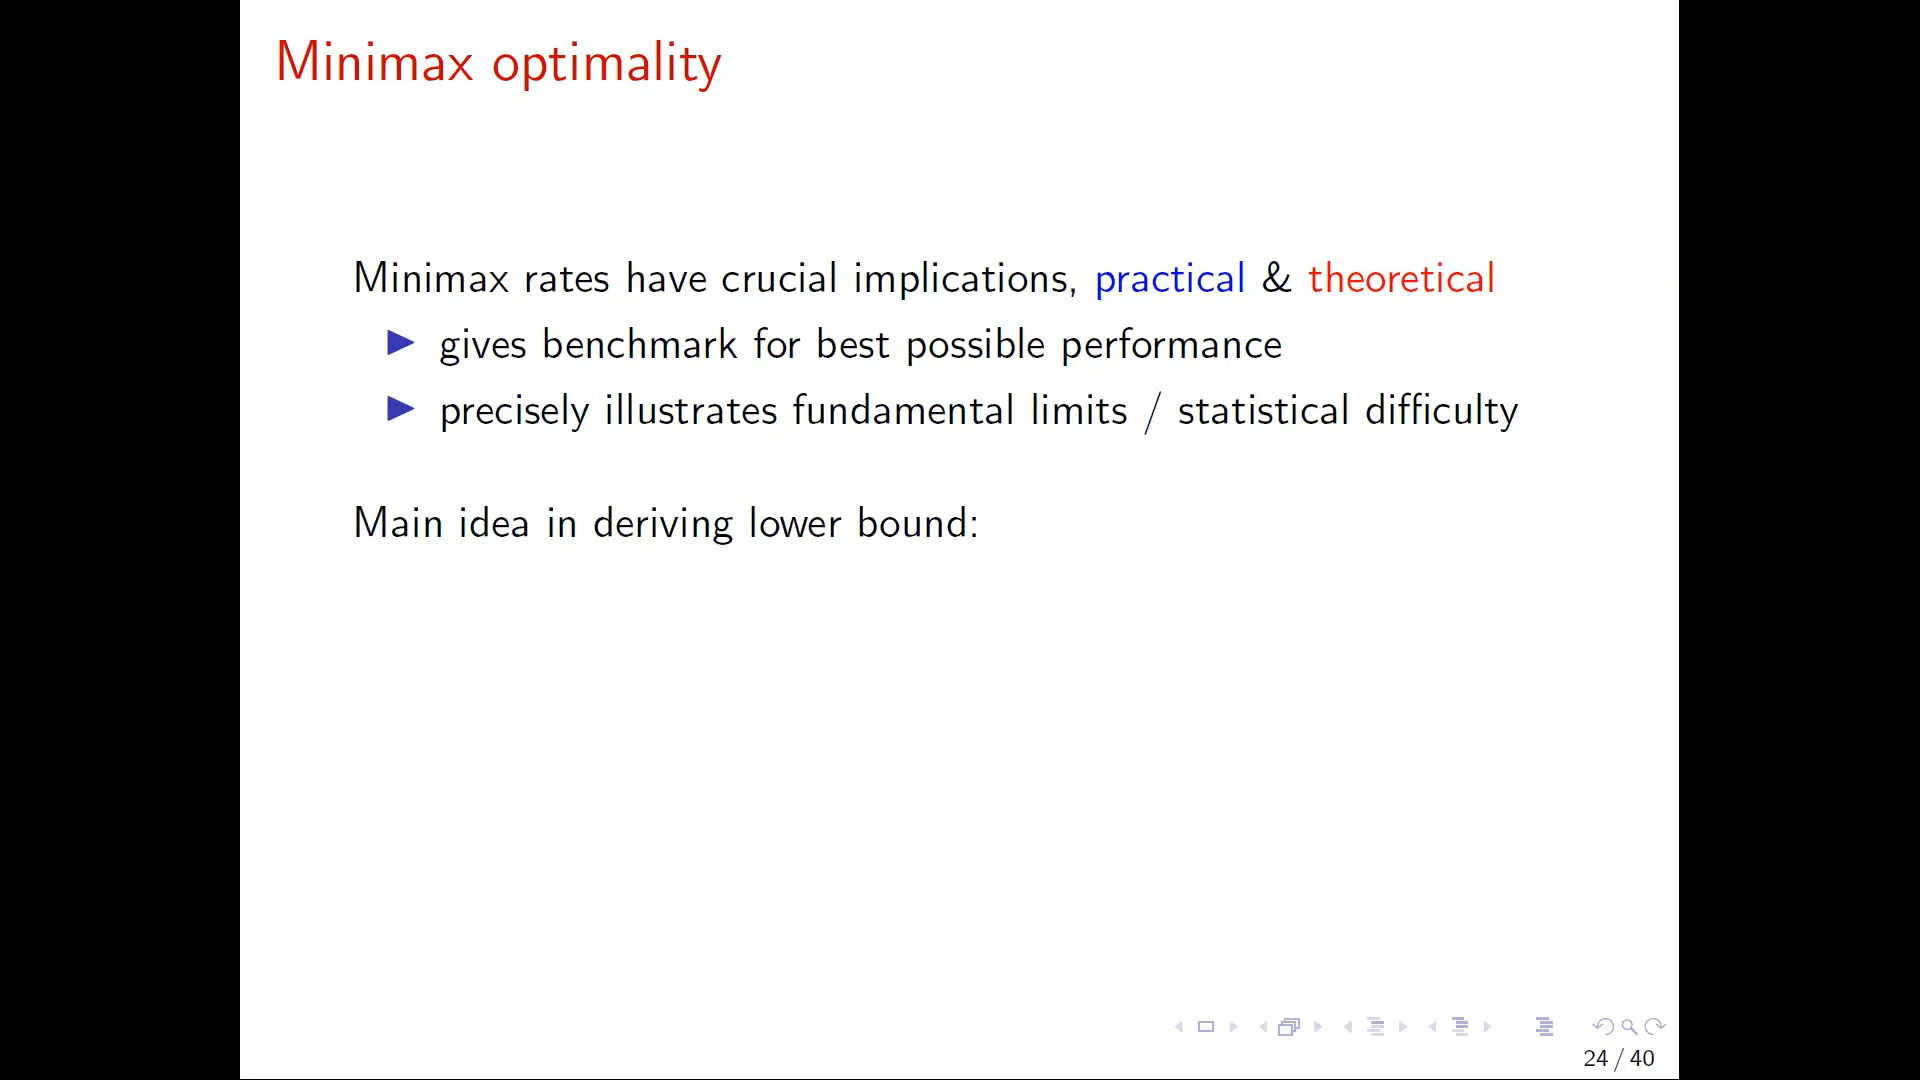 Minimax optimality
Minimax rates have crucial implications, practical & theoretical
gives benchmark for best possible performance
precisely illustrates fundamental limits / statistical difficulty
Main idea in deriving lower bound:
24 / 40